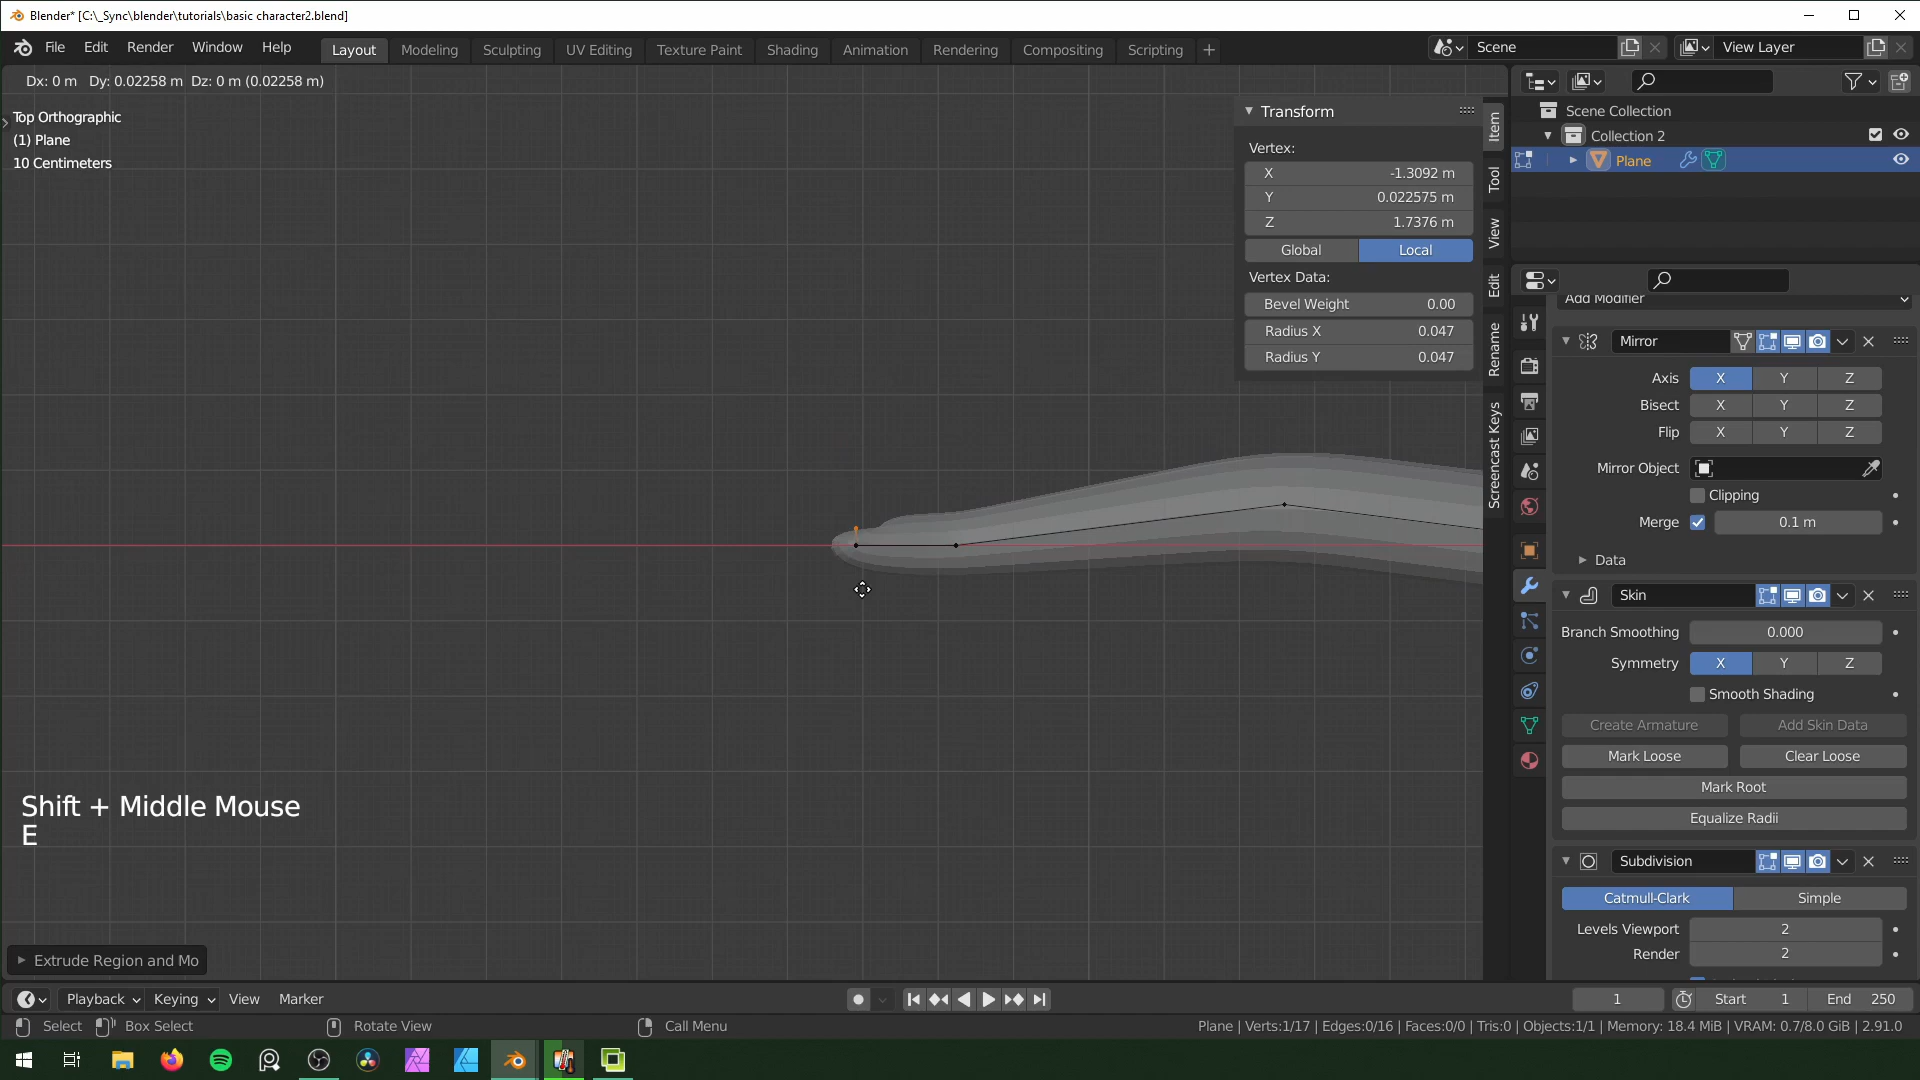 Blender* [C:\_Sync\blender\tutorials\basic character2.blend]
File Edit Render Window Help Layout Modeling Sculpting UV Editing Texture Paint Shading Animation Rendering Compositing Scripting + Scene View Layer
Dx: 0 m Dy: 0.02258 m Dz: 0 m (0.02258 m)
Top Orthographic
(1) Plane
10 Centimeters
Transform
Vertex:
X -1.3092 m
Y 0.022575 m
Z 1.7376 m
Global Local
Vertex Data:
Bevel Weight 0.00
Radius X 0.047
Radius Y 0.047
Item
Tool
View
Edit
Rename
Screencast Keys
Scene Collection
Collection 2
Plane
Add Modifier
Mirror
Axis X Y Z
Bisect X Y Z
Flip X Y Z
Mirror Object
Clipping
Merge 0.1 m
Data
Skin
Branch Smoothing 0.000
Symmetry X Y Z
Smooth Shading
Create Armature Add Skin Data
Mark Loose Clear Loose
Mark Root
Equalize Radii
Subdivision
Catmull-Clark Simple
Levels Viewport 2
Render 2
Shift + Middle Mouse
E
Extrude Region and Mo
Playback Keying View Marker 1 Start 1 End 250
Select Box Select Rotate View Call Menu Plane | Verts:1/17 | Edges:0/16 | Faces:0/0 | Tris:0 | Objects:1/1 | Memory: 18.4 MiB | VRAM: 0.7/8.0 GiB | 2.91.0